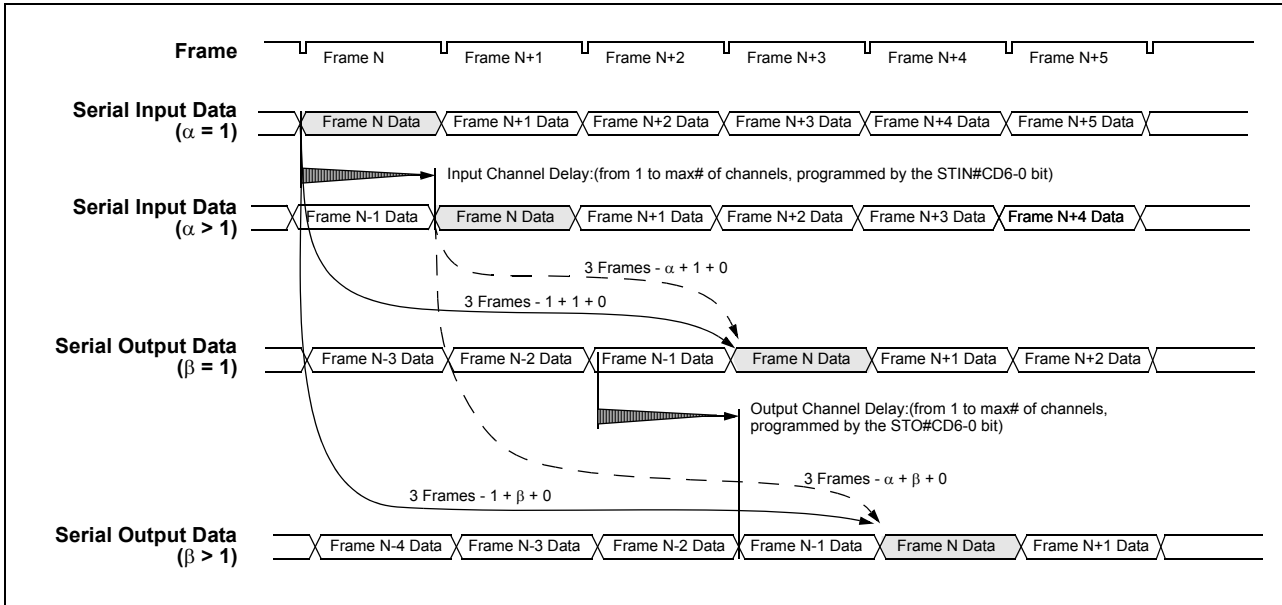 Frame
Frame N Frame N+1 Frame N+2 Frame N+3 Frame N+4 Frame N+5
Serial Input Data
(α = 1)
Frame N Data Frame N+1 Data Frame N+2 Data Frame N+3 Data Frame N+4 Data Frame N+5 Data
Input Channel Delay:(from 1 to max# of channels, programmed by the STIN#CD6-0 bit)
Serial Input Data
(α > 1)
Frame N-1 Data Frame N Data Frame N+1 Data Frame N+2 Data Frame N+3 Data Frame N+4 Data
3 Frames - α + 1 + 0
3 Frames - 1 + 1 + 0
Serial Output Data
(β = 1)
Frame N-3 Data Frame N-2 Data Frame N-1 Data Frame N Data Frame N+1 Data Frame N+2 Data
Output Channel Delay:(from 1 to max# of channels,
programmed by the STO#CD6-0 bit)
3 Frames - α + β + 0
3 Frames - 1 + β + 0
Serial Output Data
(β > 1)
Frame N-4 Data Frame N-3 Data Frame N-2 Data Frame N-1 Data Frame N Data Frame N+1 Data